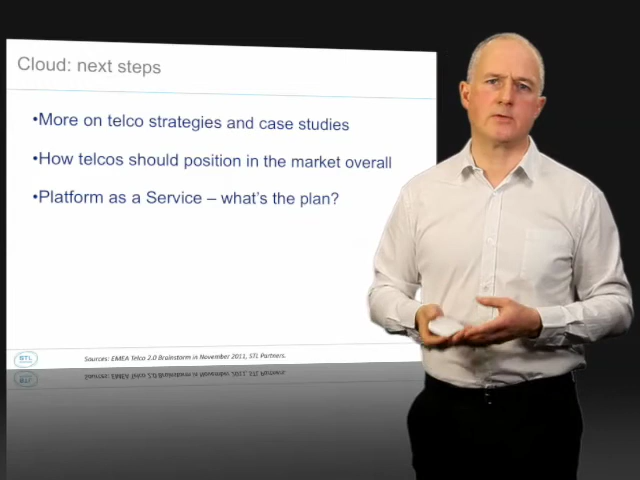 Cloud: next steps
•More on telco strategies and case studies
•How telcos should position in the market overall
•Platform as a Service – what's the plan?
STL
Sources: EMEA Telco 2.0 Brainstorm in November 2011, STL Partners.